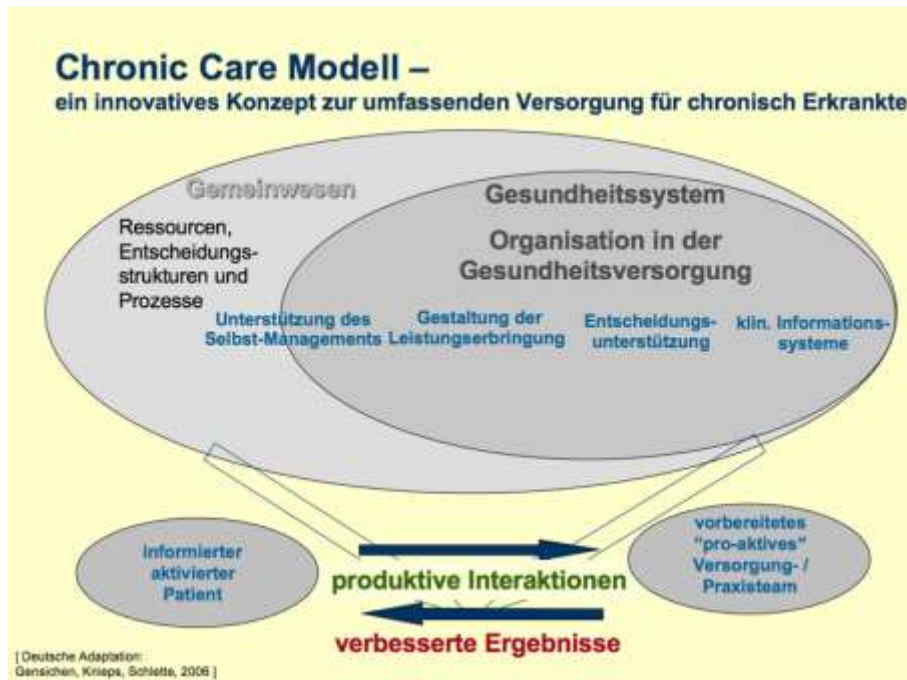 Chronic Care Modell –
ein innovatives Konzept zur umfassenden Versorgung für chronisch Erkrankte
Gemeinwesen
Ressourcen,
Entscheidungs-
strukturen und
Prozesse
Gesundheitssystem
Organisation in der
Gesundheitsversorgung
Unterstützung des
Selbst-Managements
Gestaltung der
Leistungserbringung
Entscheidungs-
unterstützung
klin. Informations-
systeme
informierter
aktivierter
Patient
produktive Interaktionen
verbesserte Ergebnisse
vorbereitetes
"pro-aktives"
Versorgung- /
Praxisteam
[ Deutsche Adaptation:
Gensichen, Knieps, Schlette, 2006 ]